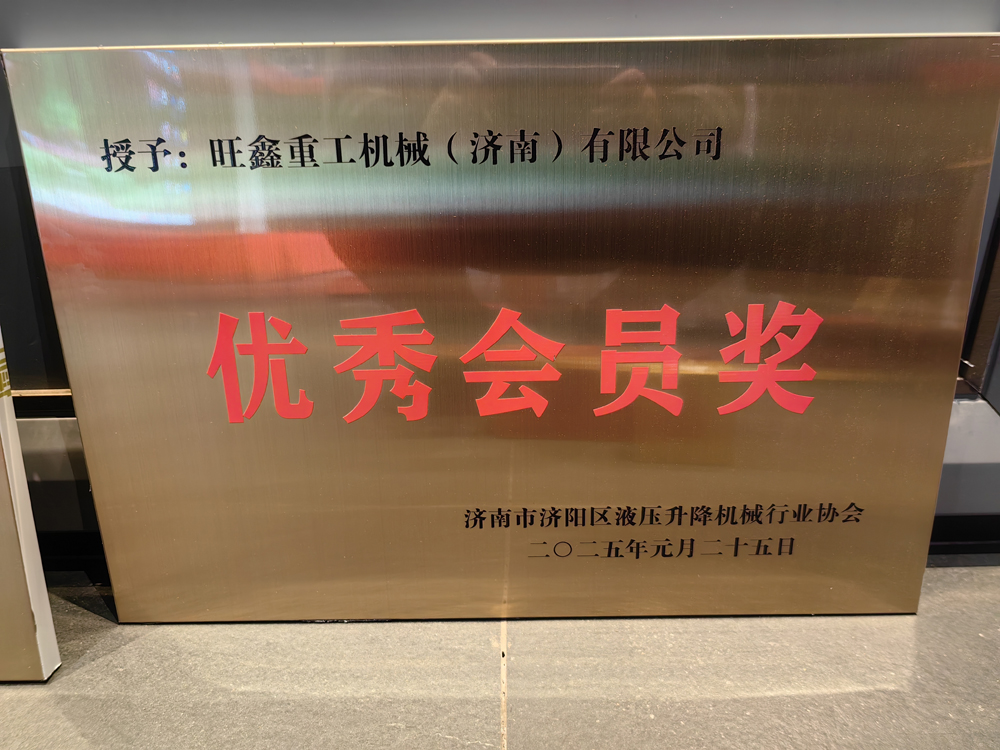 授予：旺鑫重工机械（济南）有限公司
优秀会员奖
济南市济阳区液压升降机械行业协会
二〇二五年元月二十五日